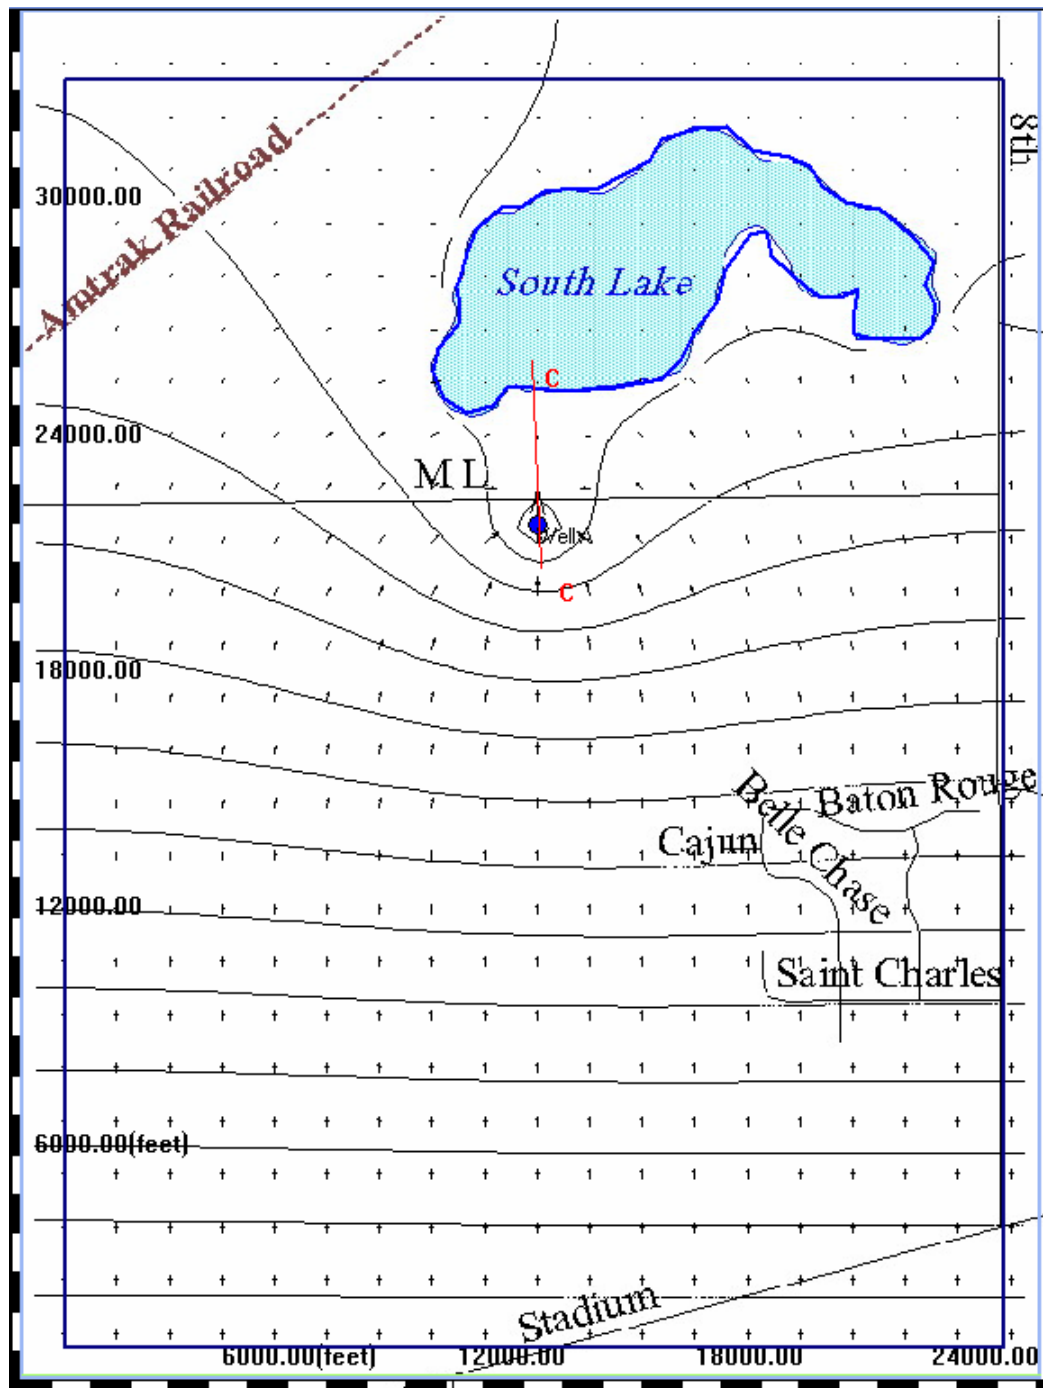 8th
Amtrak Railroad
30000.00
South Lake
C
24000.00
M L
Well
C
18000.00
Baton Rouge
Belle Chase
Cajun
12000.00
Saint Charles
6000.00(feet)
Stadium
6000.00(feet)
12000.00
18000.00
24000.00